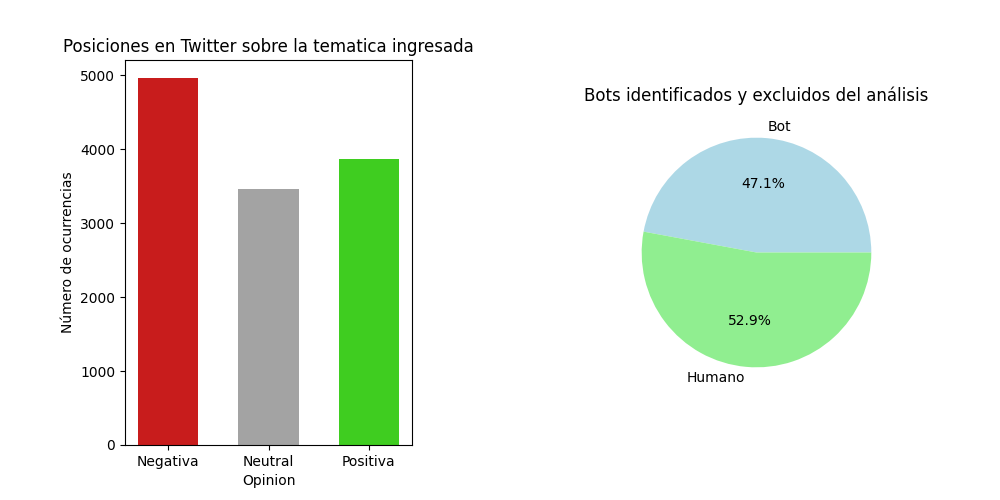 Posiciones en Twitter sobre la tematica ingresada
Número de ocurrencias
5000
4000
3000
2000
1000
0
Negativa
Neutral
Positiva
Opinion
Bots identificados y excluidos del análisis
Bot
47.1%
52.9%
Humano